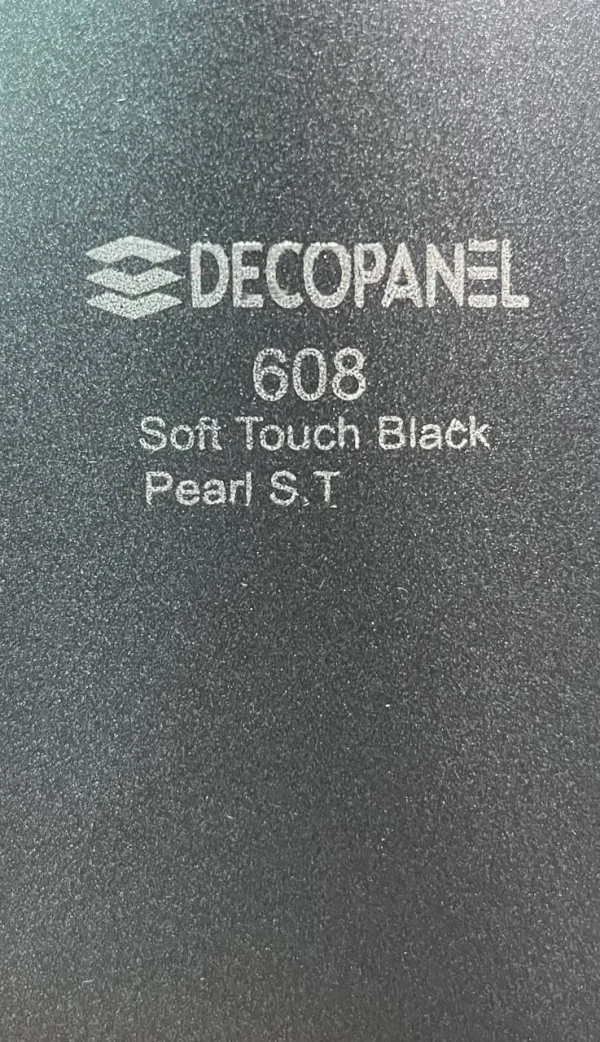 DECOPANEL
608
Soft Touch Black
Pearl S.T